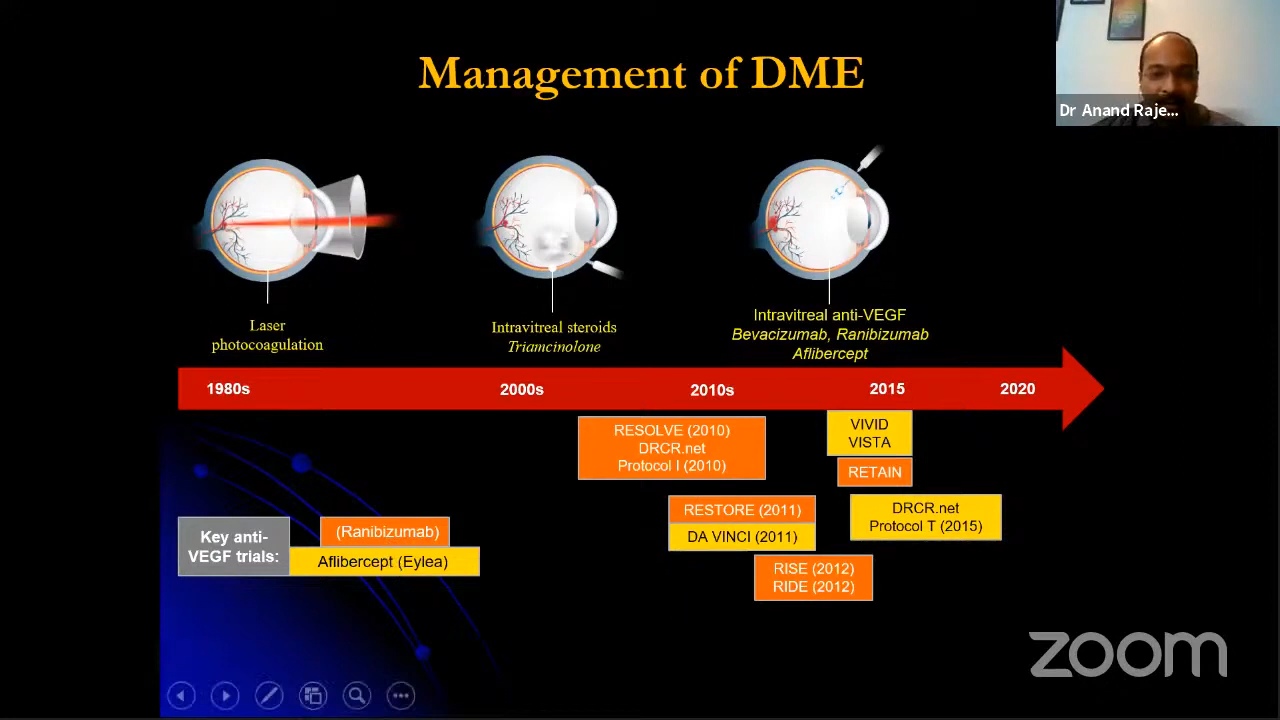 Management of DME
Dr Anand Raje...
Laser
photocoagulation
Intravitreal steroids
Triamcinolone
Intravitreal anti-VEGF
Bevacizumab, Ranibizumab
Aflibercept
1980s
2000s
2010s
2015
2020
RESOLVE (2010)
DRCR.net
Protocol I (2010)
VIVID
VISTA
RETAIN
RESTORE (2011)
DA VINCI (2011)
DRCR.net
Protocol T (2015)
RISE (2012)
RIDE (2012)
Key anti-
VEGF trials:
(Ranibizumab)
Aflibercept (Eylea)
zoom